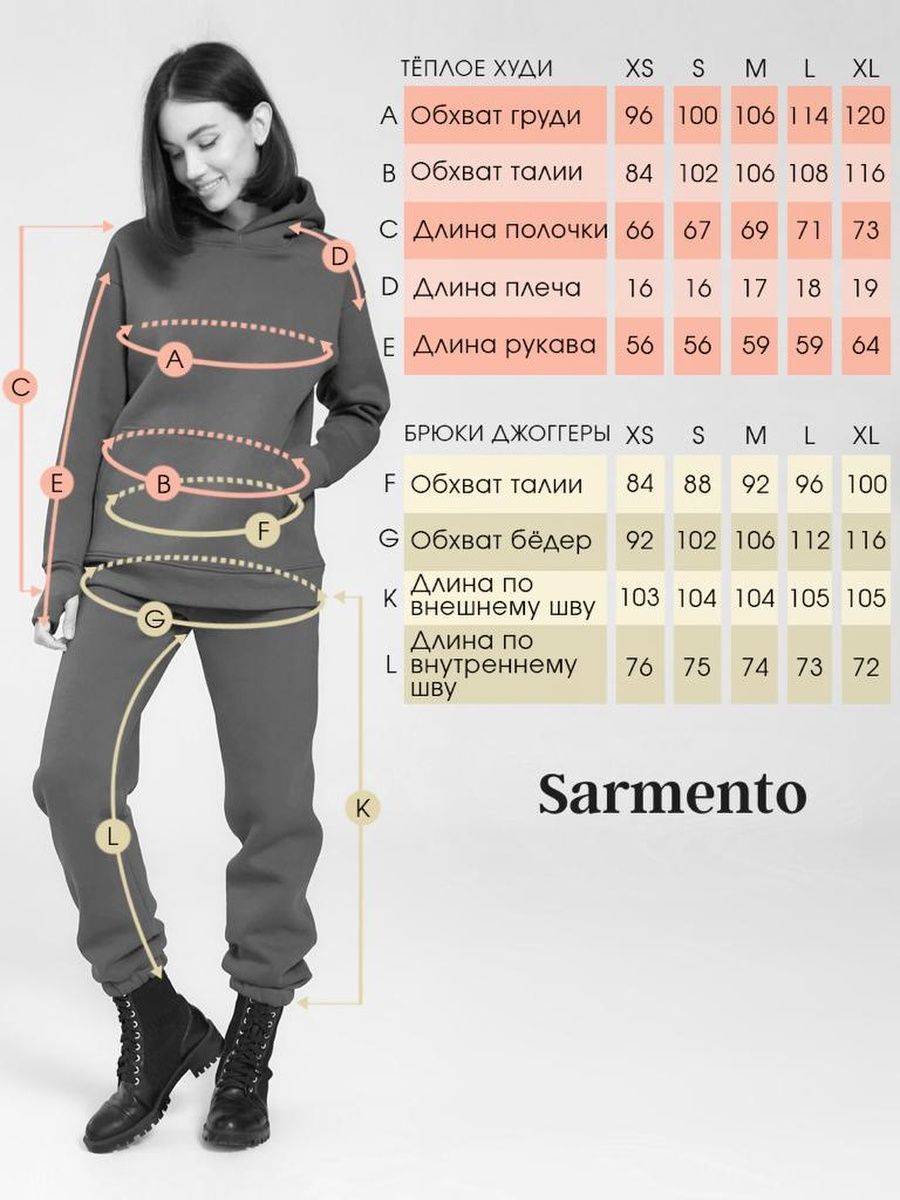 ТЁПЛОЕ ХУДИ XS S M L XL
A Обхват груди 96 100 106 114 120
B Обхват талии 84 102 106 108 116
C Длина полочки 66 67 69 71 73
D Длина плеча 16 16 17 18 19
E Длина рукава 56 56 59 59 64
БРЮКИ ДЖОГГЕРЫ XS S M L XL
F Обхват талии 84 88 92 96 100
G Обхват бёдер 92 102 106 112 116
K Длина по
внешнему шву 103 104 104 105 105
L Длина по
внутреннему
шву 76 75 74 73 72
Sarmento
D
A
C
E
B
F
G
K
L